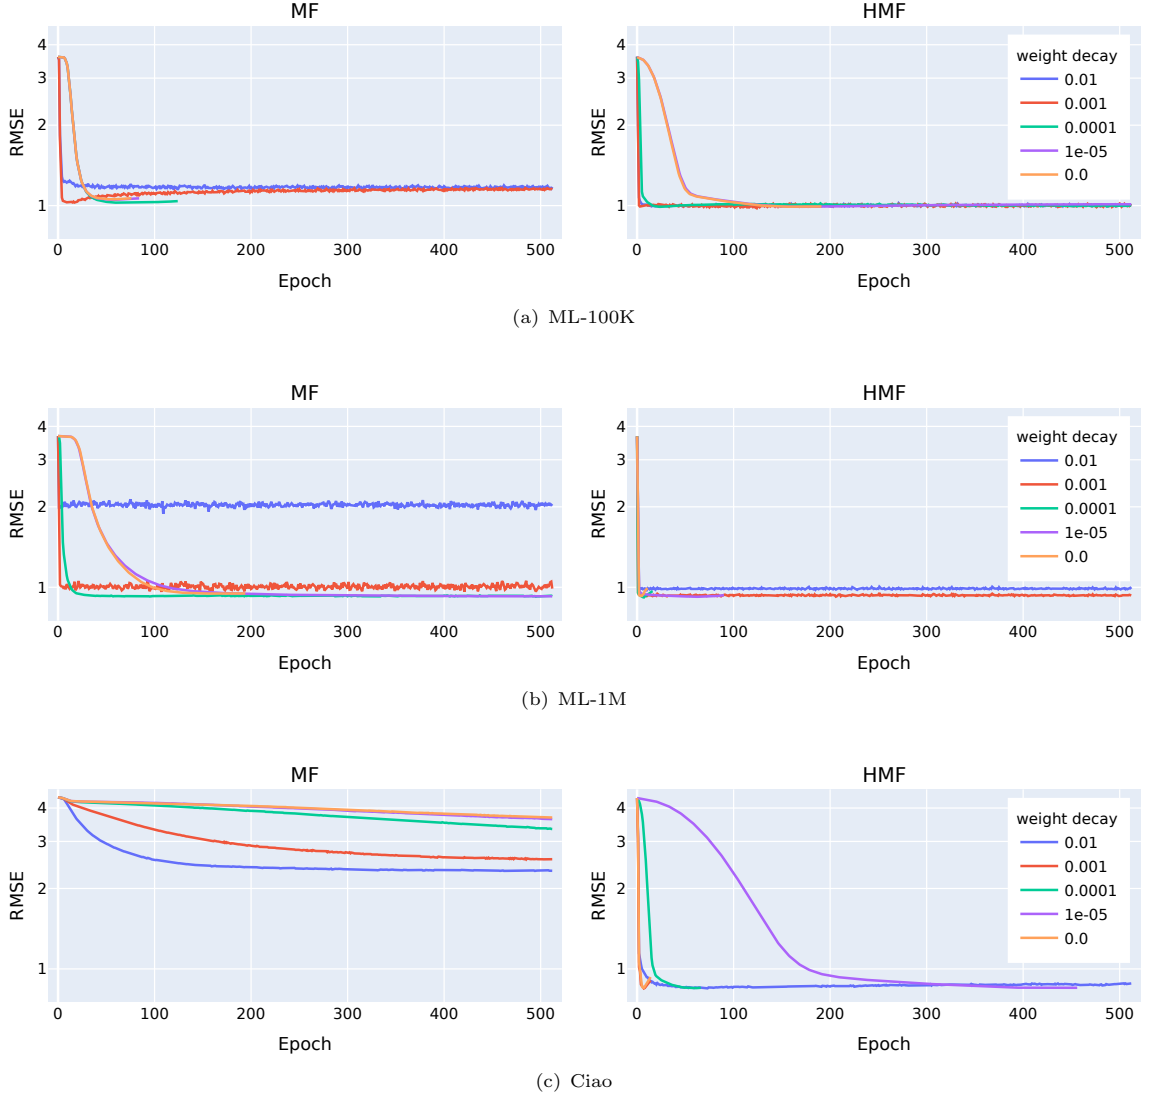 MF
HMF
4
3
2
1
RMSE
0
100
200
300
400
500
Epoch
4
3
2
1
RMSE
0
100
200
300
400
500
Epoch
weight decay
0.01
0.001
0.0001
1e-05
0.0
(a) ML-100K
MF
HMF
4
3
2
1
RMSE
0
100
200
300
400
500
Epoch
4
3
2
1
RMSE
0
100
200
300
400
500
Epoch
weight decay
0.01
0.001
0.0001
1e-05
0.0
(b) ML-1M
MF
HMF
4
3
2
1
RMSE
0
100
200
300
400
500
Epoch
4
3
2
1
RMSE
0
100
200
300
400
500
Epoch
weight decay
0.01
0.001
0.0001
1e-05
0.0
(c) Ciao